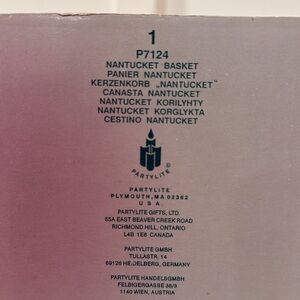 1
P7124
NANTUCKET BASKET
PANIER NANTUCKET
KERZENKORB „NANTUCKET"
CANASTA NANTUCKET
NANTUCKET KORILYHTY
NANTUCKET KORGLYKTA
CESTINO NANTUCKET
PARTYLITE®
PARTYLITE
PLYMOUTH, MA 02362
U S A
PARTYLITE GIFTS, LTD.
55A EAST BEAVER CREEK ROAD
RICHMOND HILL, ONTARIO
L4B 1E8 CANADA
PARTYLITE GMBH
TULLASTR. 14
69126 HEIDELBERG, GERMANY
PARTYLITE HANDELSGMBH
FELBIGERGASSE 38/9
1140 WIEN, AUSTRIA